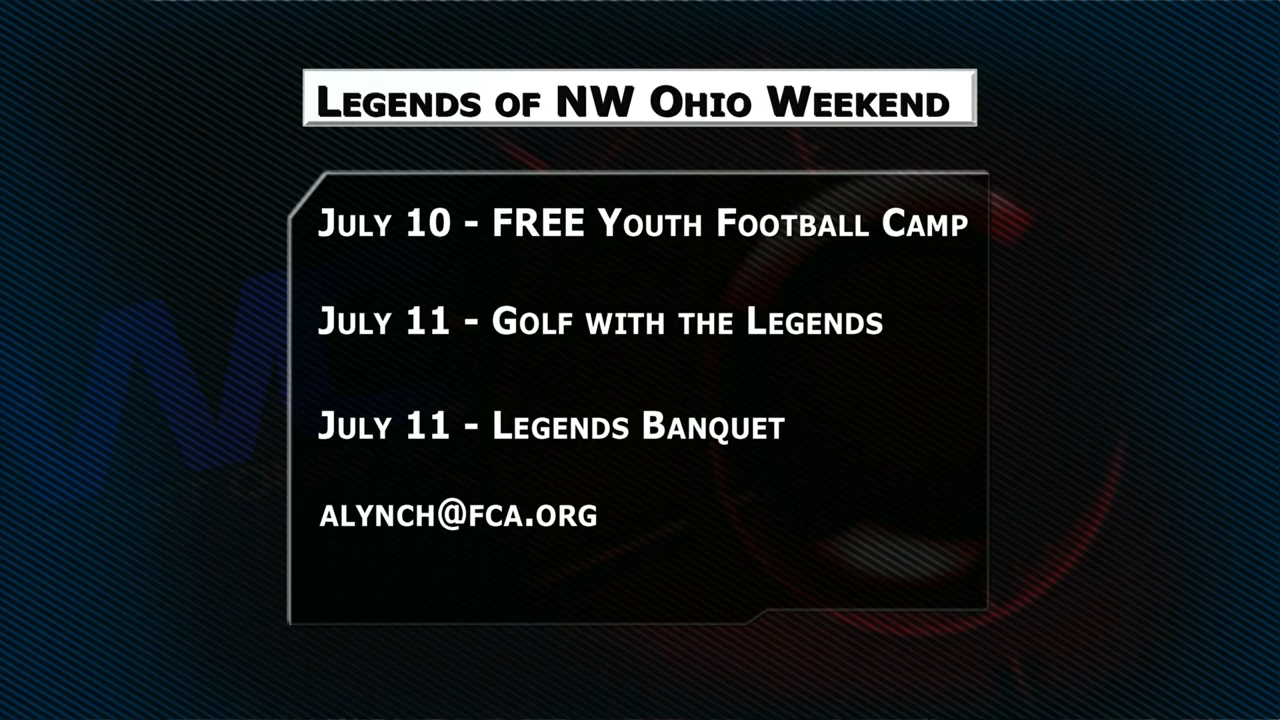 Legends of NW Ohio Weekend
July 10 - FREE Youth Football Camp
July 11 - Golf with the Legends
July 11 - Legends Banquet
alynch@fca.org